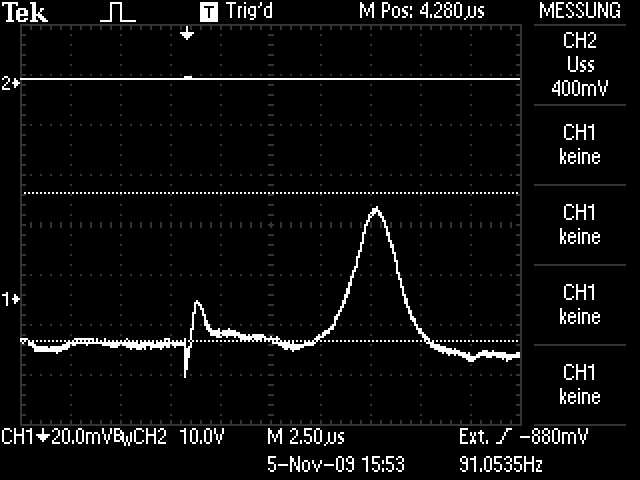 Tek T Trig'd M Pos: 4.280µs MESSUNG
CH2
Uss
400mV
CH1
keine
CH1
keine
CH1
keine
CH1
keine
2
1
CH1 20.0mVBW CH2 10.0V M 2.50µs Ext. -880mV
5-Nov-09 15:53 91.0535Hz